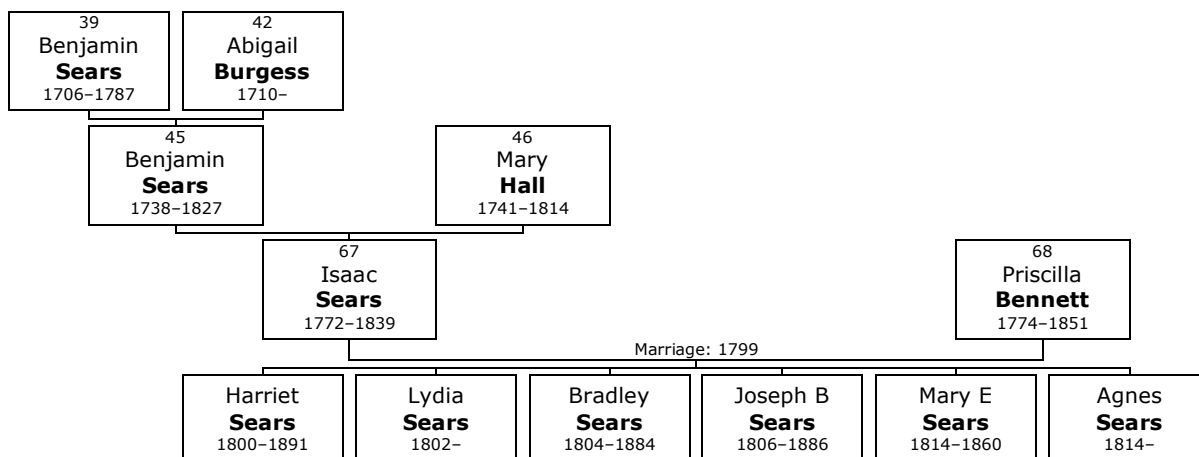 39
Benjamin
Sears
1706–1787
42
Abigail
Burgess
1710–
45
Benjamin
Sears
1738–1827
46
Mary
Hall
1741–1814
67
Isaac
Sears
1772–1839
68
Priscilla
Bennett
1774–1851
Marriage: 1799
Harriet
Sears
1800–1891
Lydia
Sears
1802–
Bradley
Sears
1804–1884
Joseph B
Sears
1806–1886
Mary E
Sears
1814–1860
Agnes
Sears
1814–